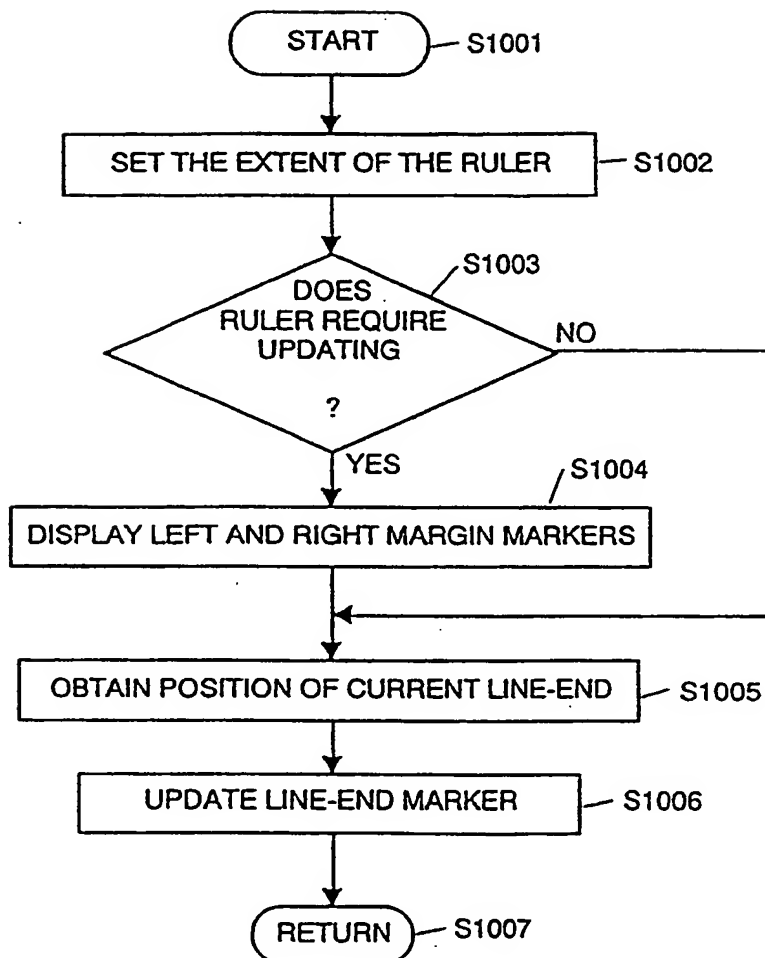 START
S1001
SET THE EXTENT OF THE RULER
S1002
S1003
DOES
RULER REQUIRE
UPDATING
?
NO
YES
S1004
DISPLAY LEFT AND RIGHT MARGIN MARKERS
OBTAIN POSITION OF CURRENT LINE-END
S1005
UPDATE LINE-END MARKER
S1006
RETURN
S1007